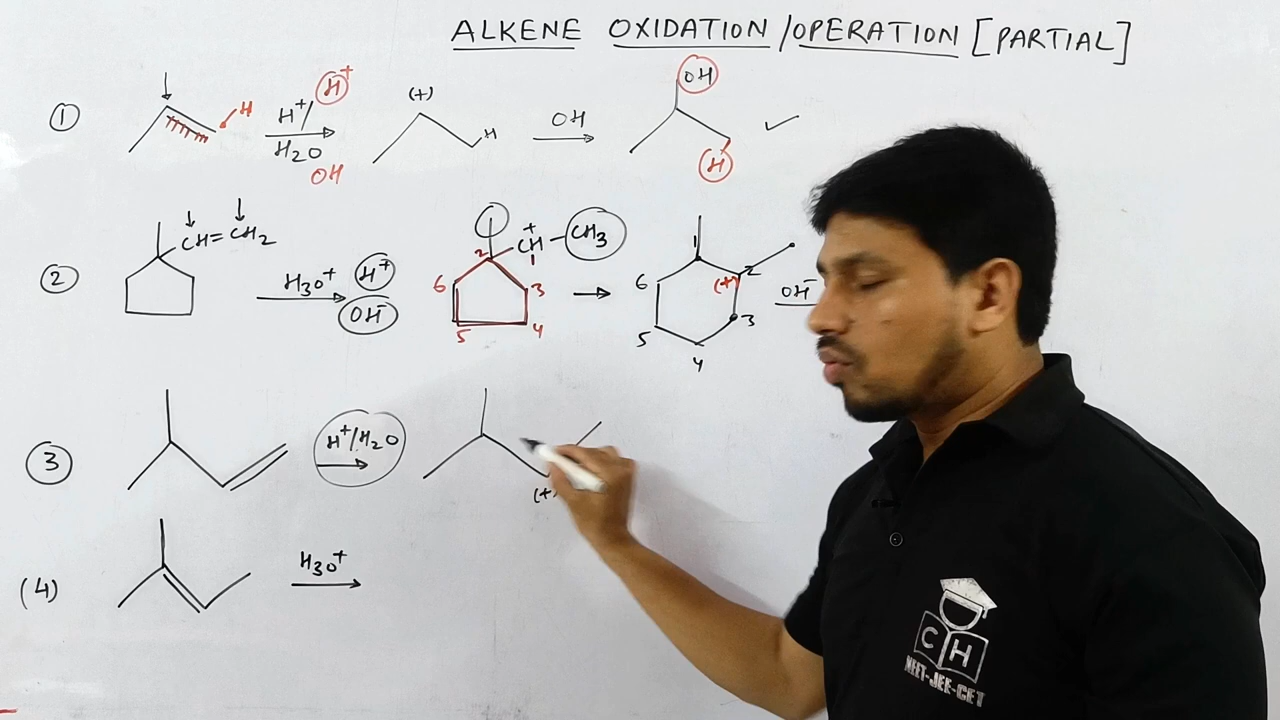 ALKENE OXIDATION /OPERATION [PARTIAL]
1 H+/H+ H2O OH H (+) H OH OH H
2 CH=CH2 H3O+ H+ OH- 2 +CH-CH3 1 6 3 5 4 1 2 (+) 6 3 5 4 OH-
3 H+/H2O (+)
(4) H3O+
CH
NEET-JEE-CET